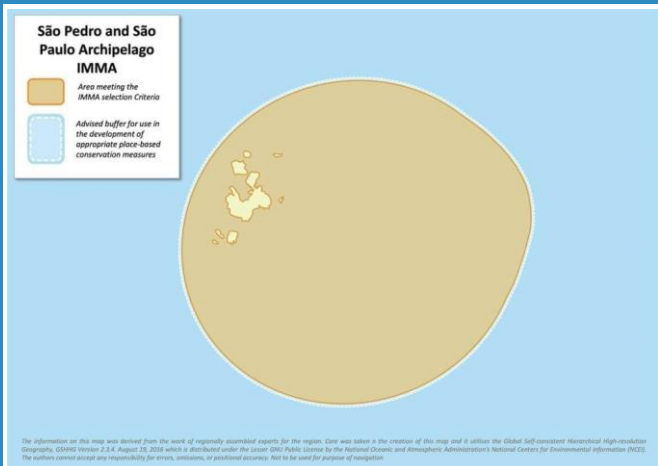 São Pedro and São
Paulo Archipelago
IMMA
Area meeting the
IMMA selection Criteria
Advised buffer for use in
the development of
appropriate place-based
conservation measures
The information on this map was derived from the work of regionally assembled experts for the region. Care was taken n the creation of this map and it utilises the Global Self-consistent Hierarchical High-resolution
Geography, GSHHG Version 2.3.4. August 19, 2016 which is distributed under the Lesser GNU Public License by the National Oceanic and Atmospheric Administration's National Centers for Environmental Information (NCEI).
The authors cannot accept any responsibility for errors, omissions, or positional accuracy. Not to be used for purpose of navigation